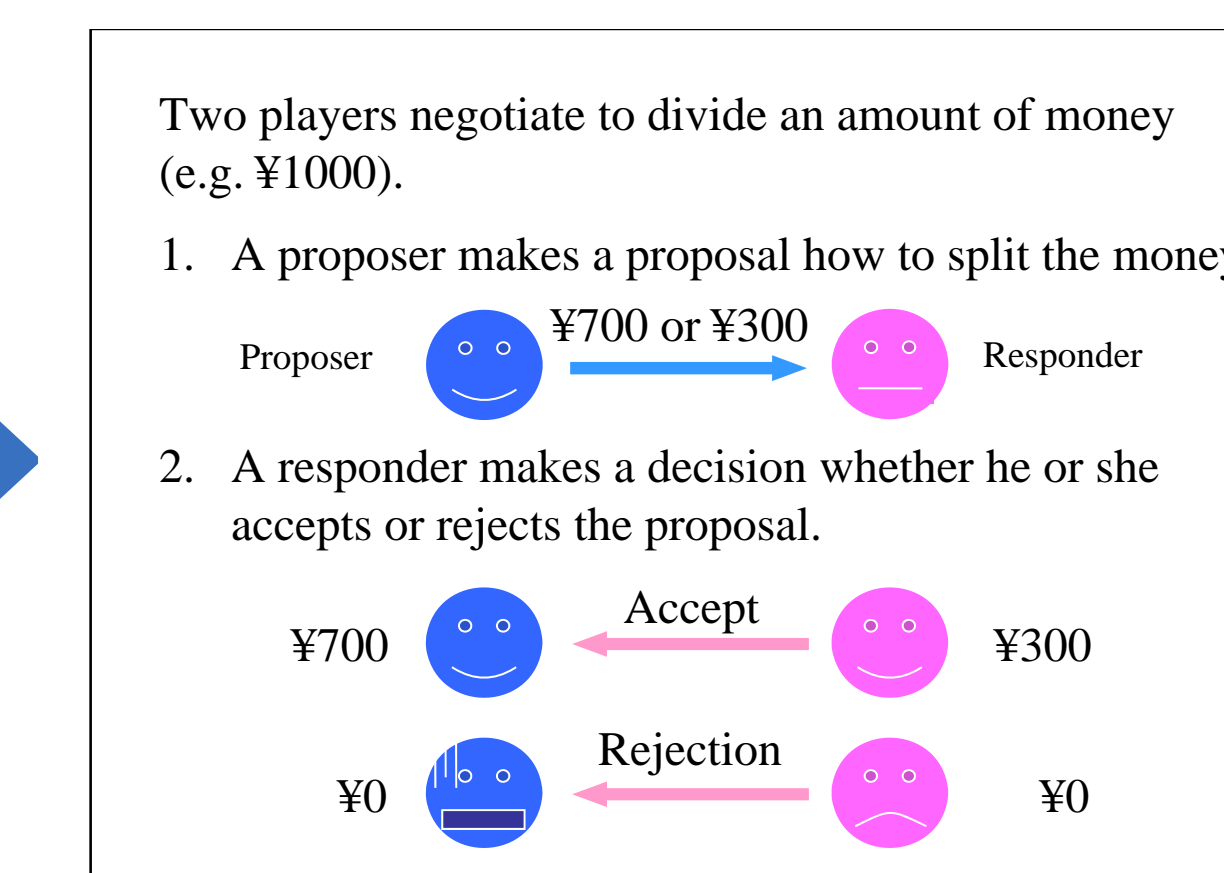 Two players negotiate to divide an amount of money
(e.g. ¥1000).
1. A proposer makes a proposal how to split the money
¥700 or ¥300
Proposer Responder
2. A responder makes a decision whether he or she
accepts or rejects the proposal.
Accept
¥700 ¥300
Rejection
¥0 ¥0